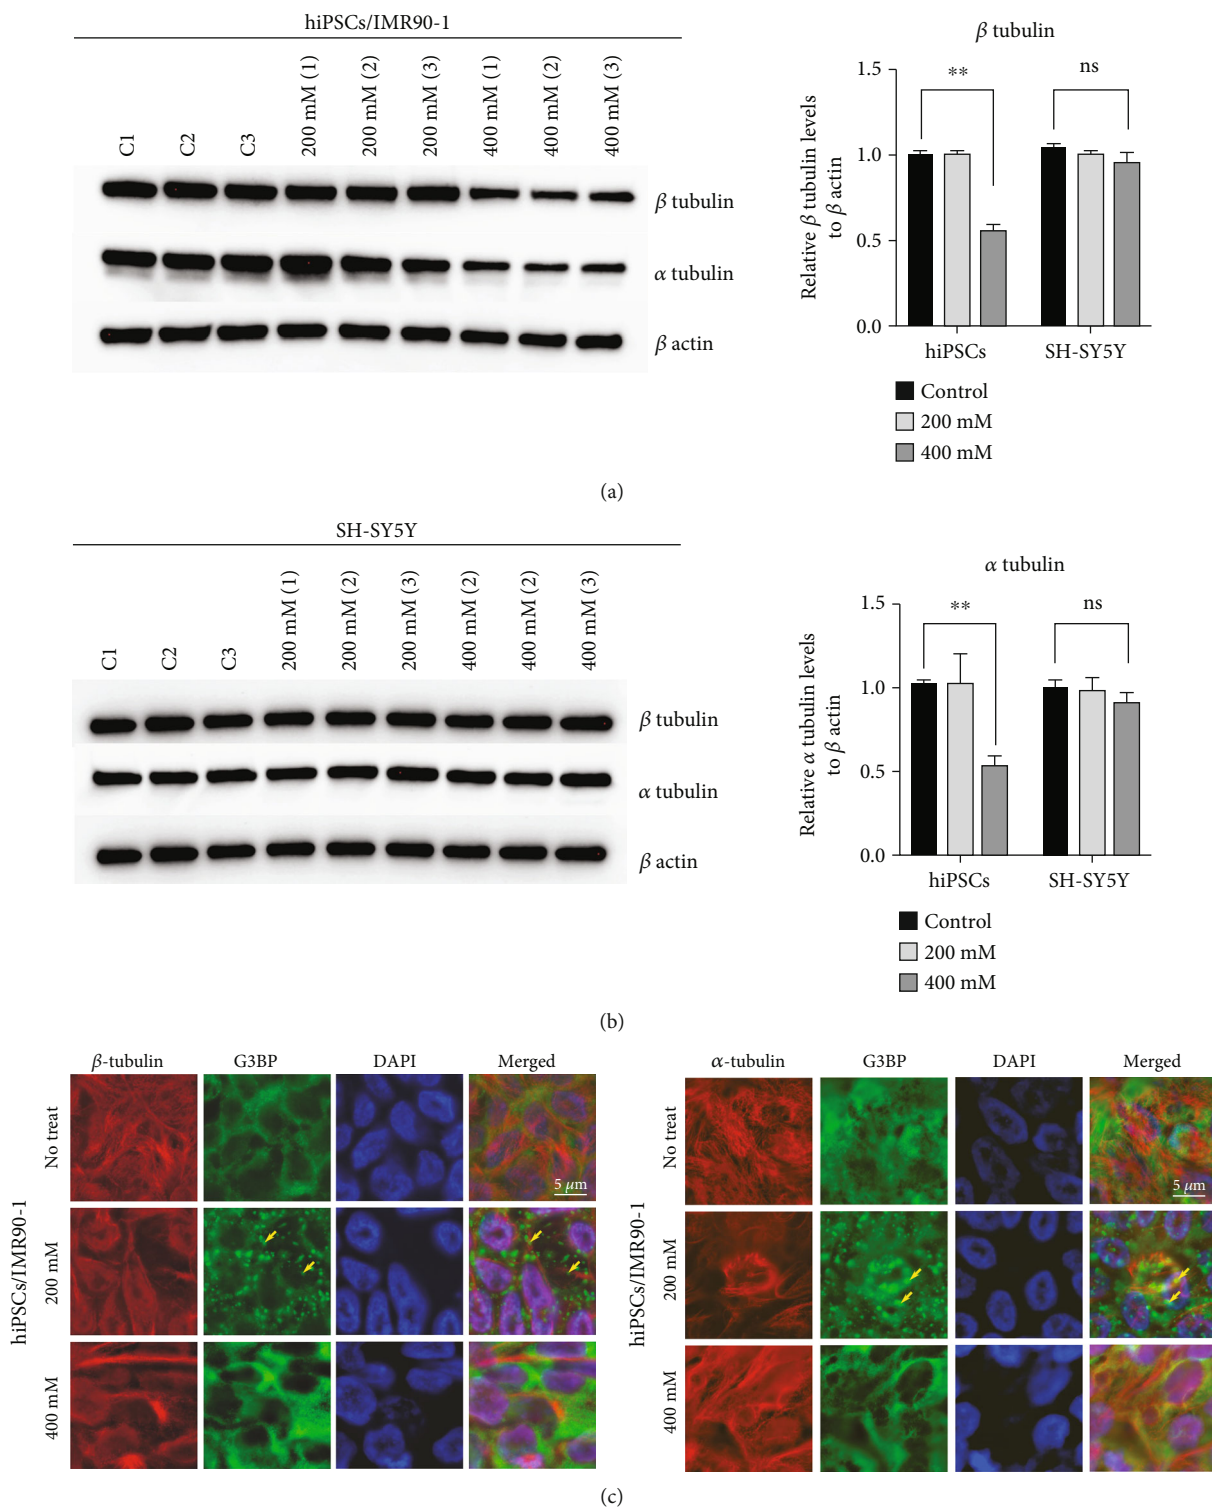 hiPSCs/IMR90-1
C1
C2
C3
200 mM (1)
200 mM (2)
200 mM (3)
400 mM (1)
400 mM (2)
400 mM (3)
β tubulin
α tubulin
β actin
β tubulin
Relative β tubulin levels
to β actin
1.5
1.0
0.5
0.0
**
ns
hiPSCs
SH-SY5Y
Control
200 mM
400 mM
(a)
SH-SY5Y
C1
C2
C3
200 mM (1)
200 mM (2)
200 mM (3)
400 mM (2)
400 mM (2)
400 mM (3)
β tubulin
α tubulin
β actin
α tubulin
Relative α tubulin levels
to β actin
1.5
1.0
0.5
0.0
**
ns
hiPSCs
SH-SY5Y
Control
200 mM
400 mM
(b)
β-tubulin
G3BP
DAPI
Merged
hiPSCs/IMR90-1
No treat
200 mM
400 mM
5 μm
α-tubulin
G3BP
DAPI
Merged
hiPSCs/IMR90-1
No treat
200 mM
400 mM
5 μm
(c)